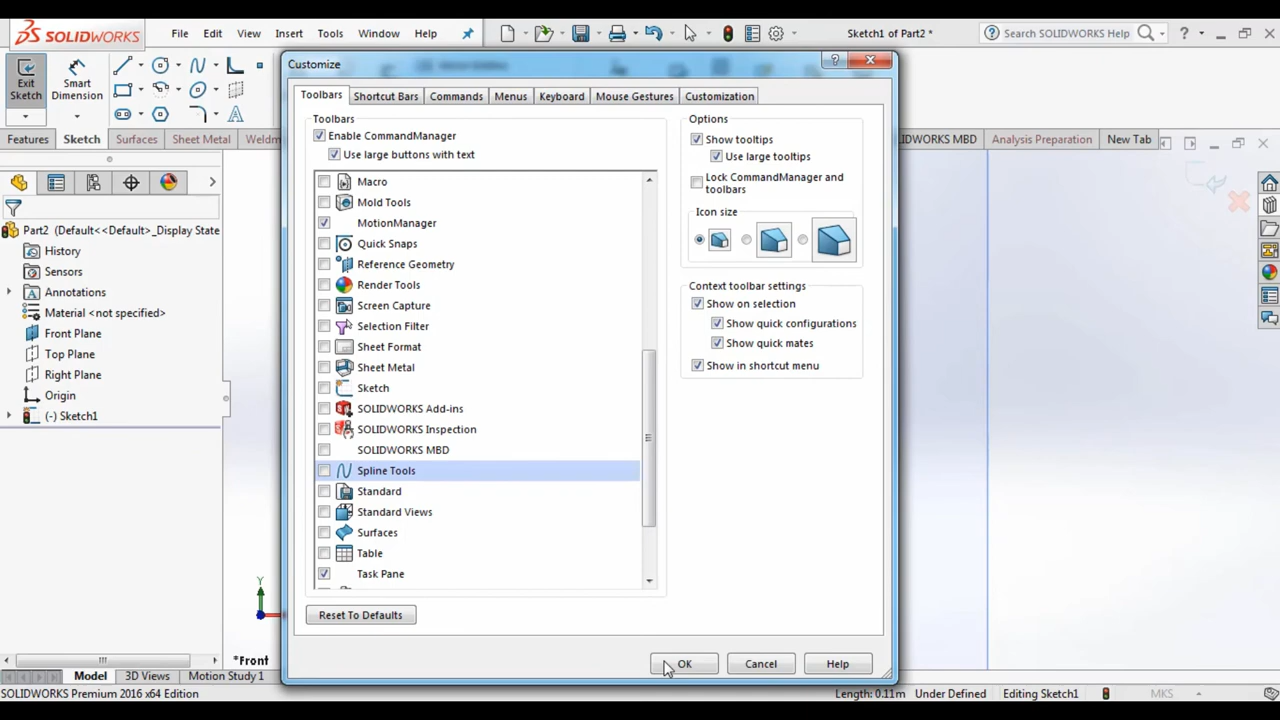 SOLIDWORKS File Edit View Insert Tools Window Help Sketch1 of Part2 * Search SOLIDWORKS Help ?
Customize
Exit Sketch
Smart Dimension
Toolbars Shortcut Bars Commands Menus Keyboard Mouse Gestures Customization
Features Sketch Surfaces Sheet Metal Weldm IDWORKS MBD Analysis Preparation New Tab
Toolbars
Enable CommandManager
Use large buttons with text
Macro
Mold Tools
MotionManager
Quick Snaps
Reference Geometry
Render Tools
Screen Capture
Selection Filter
Sheet Format
Sheet Metal
Sketch
SOLIDWORKS Add-ins
SOLIDWORKS Inspection
SOLIDWORKS MBD
Spline Tools
Standard
Standard Views
Surfaces
Table
Task Pane
Reset To Defaults
Options
Show tooltips
Use large tooltips
Lock CommandManager and
toolbars
Icon size
Context toolbar settings
Show on selection
Show quick configurations
Show quick mates
Show in shortcut menu
OK Cancel Help
Part2 (Default<<Default>_Display State
History
Sensors
Annotations
Material <not specified>
Front Plane
Top Plane
Right Plane
Origin
(-) Sketch1
Y
*Front
Model 3D Views Motion Study 1
SOLIDWORKS Premium 2016 x64 Edition Length: 0.11m Under Defined Editing Sketch1 MKS